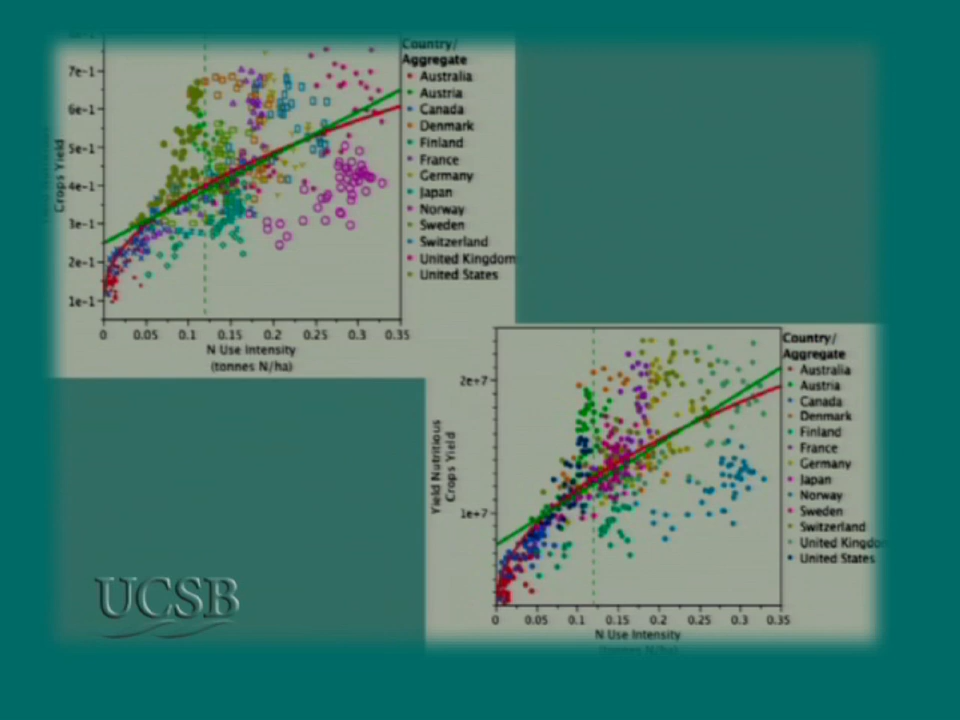 Country/
Aggregate
7e-1
6e-1
5e-1
4e-1
3e-1
2e-1
1e-1
Crops Yield
Australia
Austria
Canada
Denmark
Finland
France
Germany
Japan
Norway
Sweden
Switzerland
United Kingdom
United States
0 0.05 0.1 0.15 0.2 0.25 0.3 0.35
N Use Intensity
(tonnes N/ha)
Country/
Aggregate
2e+7
1e+7
Yield Nutritious
Crops Yield
Australia
Austria
Canada
Denmark
Finland
France
Germany
Japan
Norway
Sweden
Switzerland
United Kingdo
United States
0 0.05 0.1 0.15 0.2 0.25 0.3 0.35
N Use Intensity
(tonnes N/ha)
UCSB